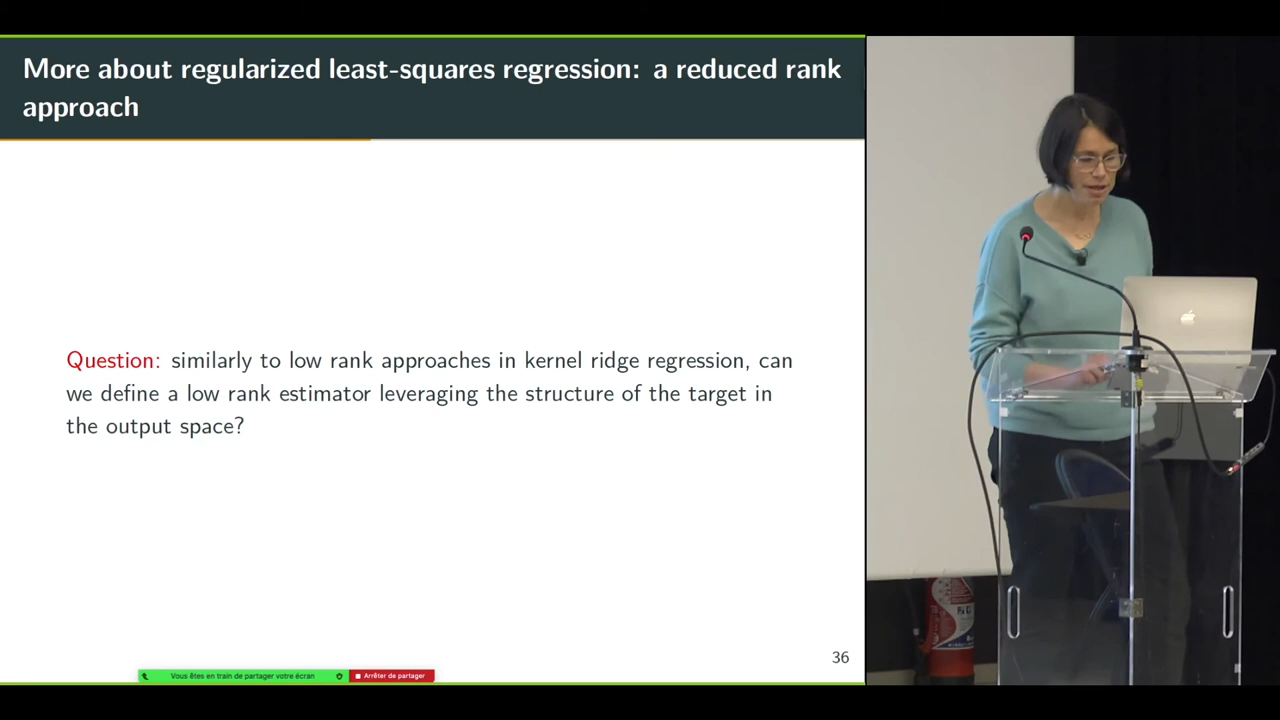 More about regularized least-squares regression: a reduced rank
approach
Question: similarly to low rank approaches in kernel ridge regression, can
we define a low rank estimator leveraging the structure of the target in
the output space?
36
Vous êtes en train de partager votre écran
Arrêter de partager